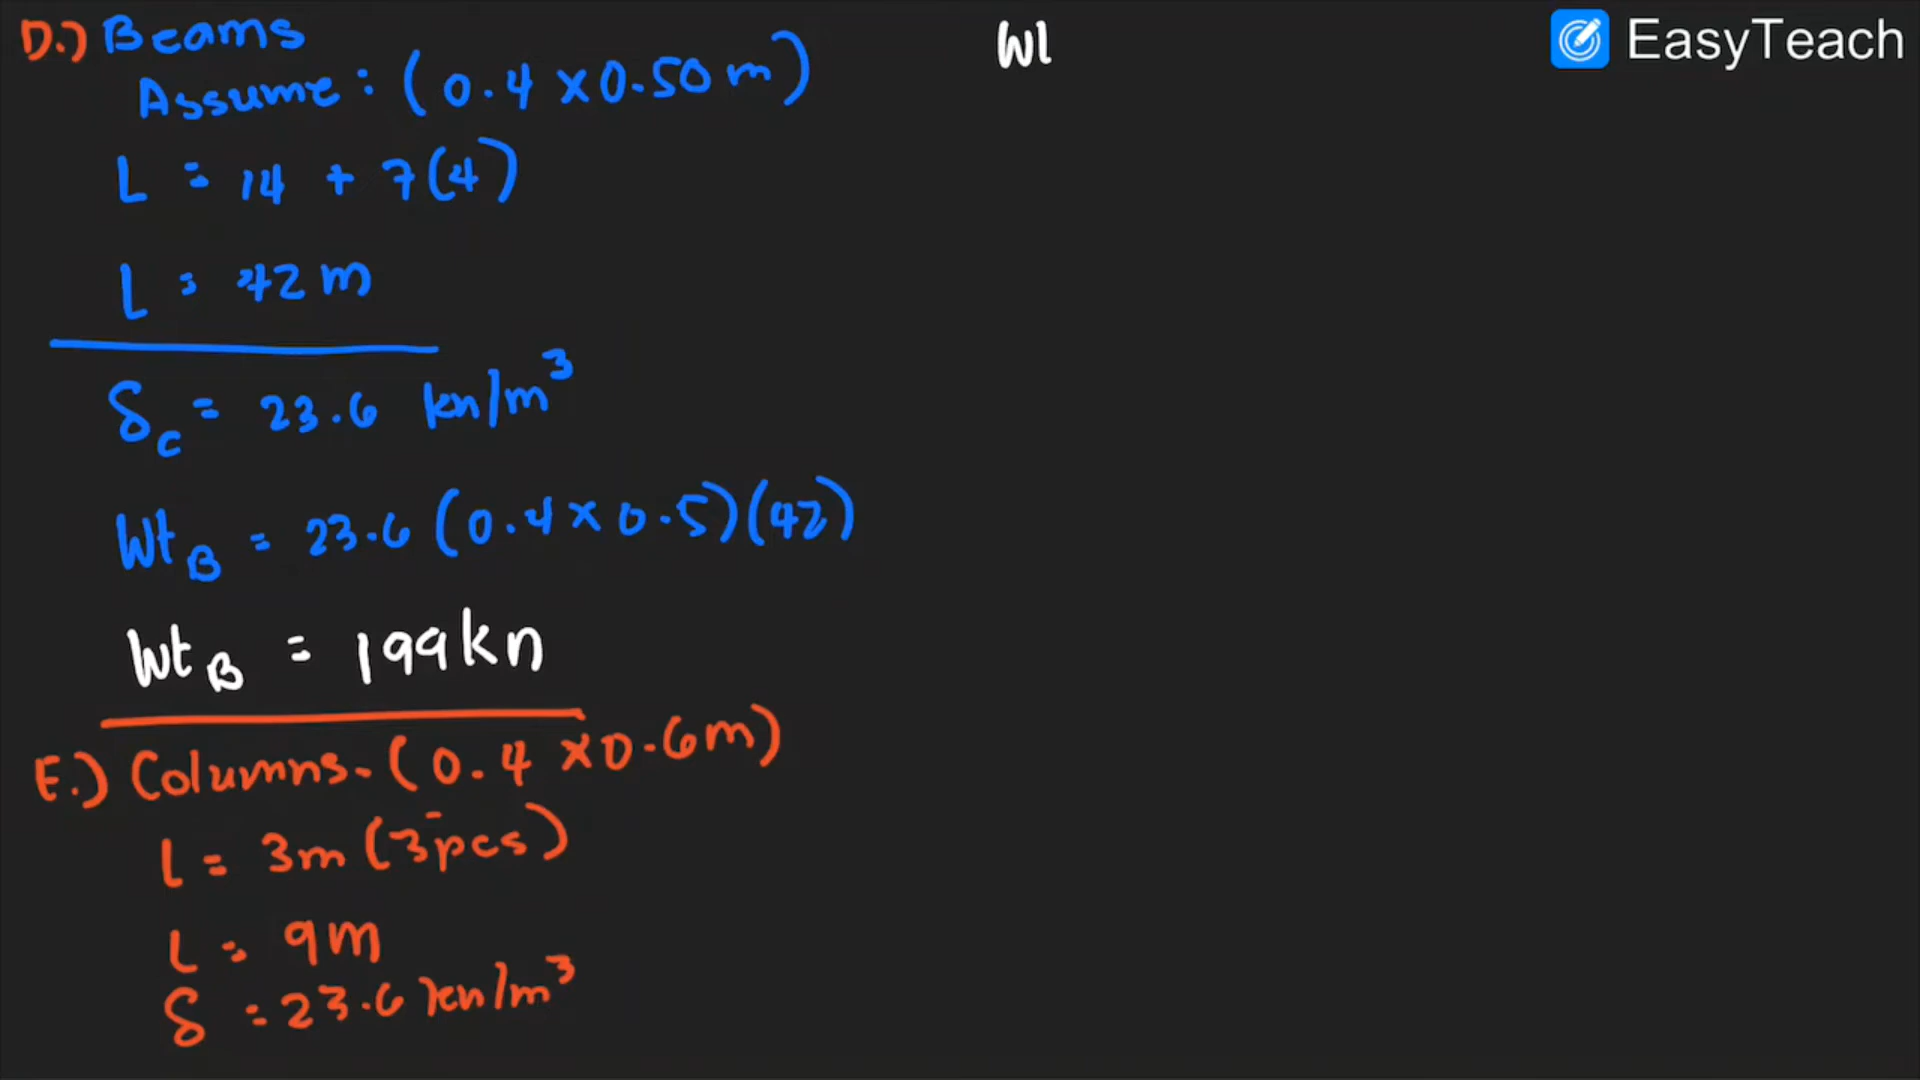 D.) Beams
Assume: (0.4 x 0.50 m)
L = 14 + 7(4)
L = 42 m
δc = 23.6 kn/m³
WtB = 23.6 (0.4 x 0.5)(42)
WtB = 199kn
E.) Columns - (0.4 x 0.6m)
L = 3m (3pcs)
L = 9m
δ = 23.6 kn/m³
Wl
EasyTeach